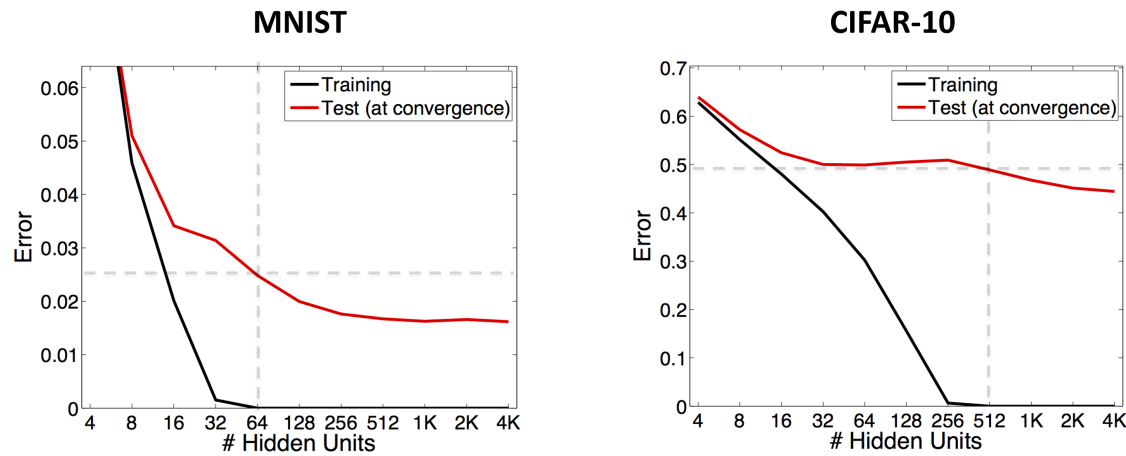 MNIST
Training
Test (at convergence)
0.06
0.05
0.04
0.03
0.02
0.01
0
Error
4 8 16 32 64 128 256 512 1K 2K 4K
# Hidden Units
CIFAR-10
Training
Test (at convergence)
0.7
0.6
0.5
0.4
0.3
0.2
0.1
0
Error
4 8 16 32 64 128 256 512 1K 2K 4K
# Hidden Units